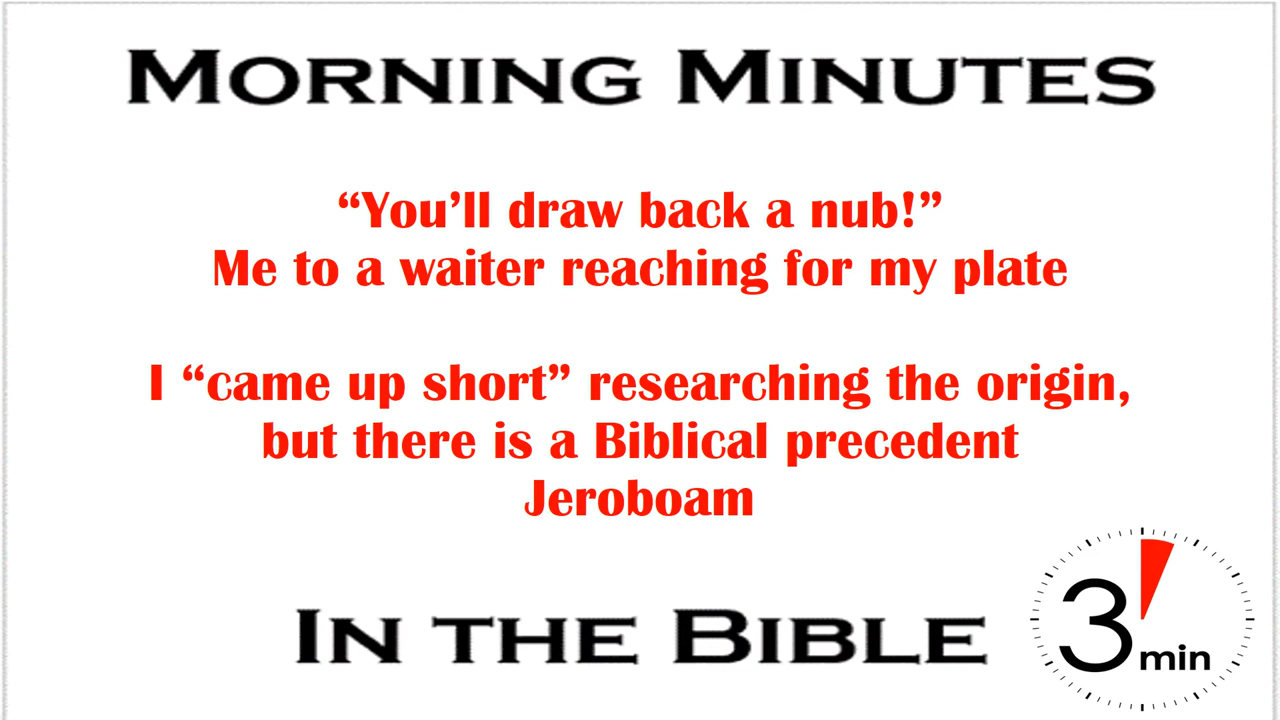 MORNING MINUTES
“You’ll draw back a nub!”
Me to a waiter reaching for my plate
I “came up short” researching the origin,
but there is a Biblical precedent
Jeroboam
IN THE BIBLE
3 min